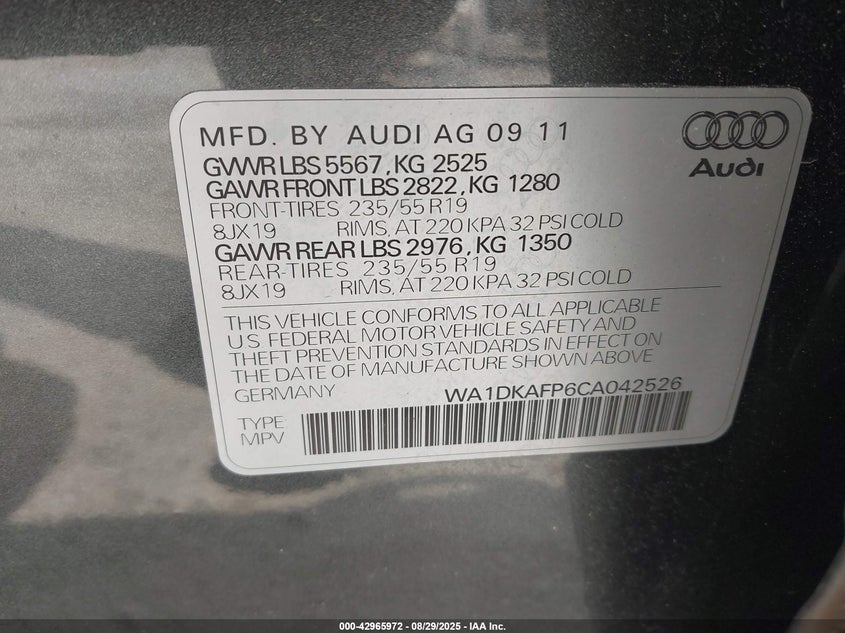 MFD. BY AUDI AG 09 11
Audi
GVWR LBS 5567, KG 2525
GAWR FRONT LBS 2822, KG 1280
FRONT-TIRES 235/55 R19
8JX19 RIMS, AT 220 KPA 32 PSI COLD
GAWR REAR LBS 2976, KG 1350
REAR-TIRES 235/55 R19
8JX19 RIMS, AT 220 KPA 32 PSI COLD
THIS VEHICLE CONFORMS TO ALL APPLICABLE
U S FEDERAL MOTOR VEHICLE SAFETY AND
THEFT PREVENTION STANDARDS IN EFFECT ON
THE DATE OF MANUFACTURE SHOWN ABOVE
GERMANY WA1DKAFP6CA042526
TYPE:
MPV
000-42965972 - 08/29/2025 - IAA Inc.